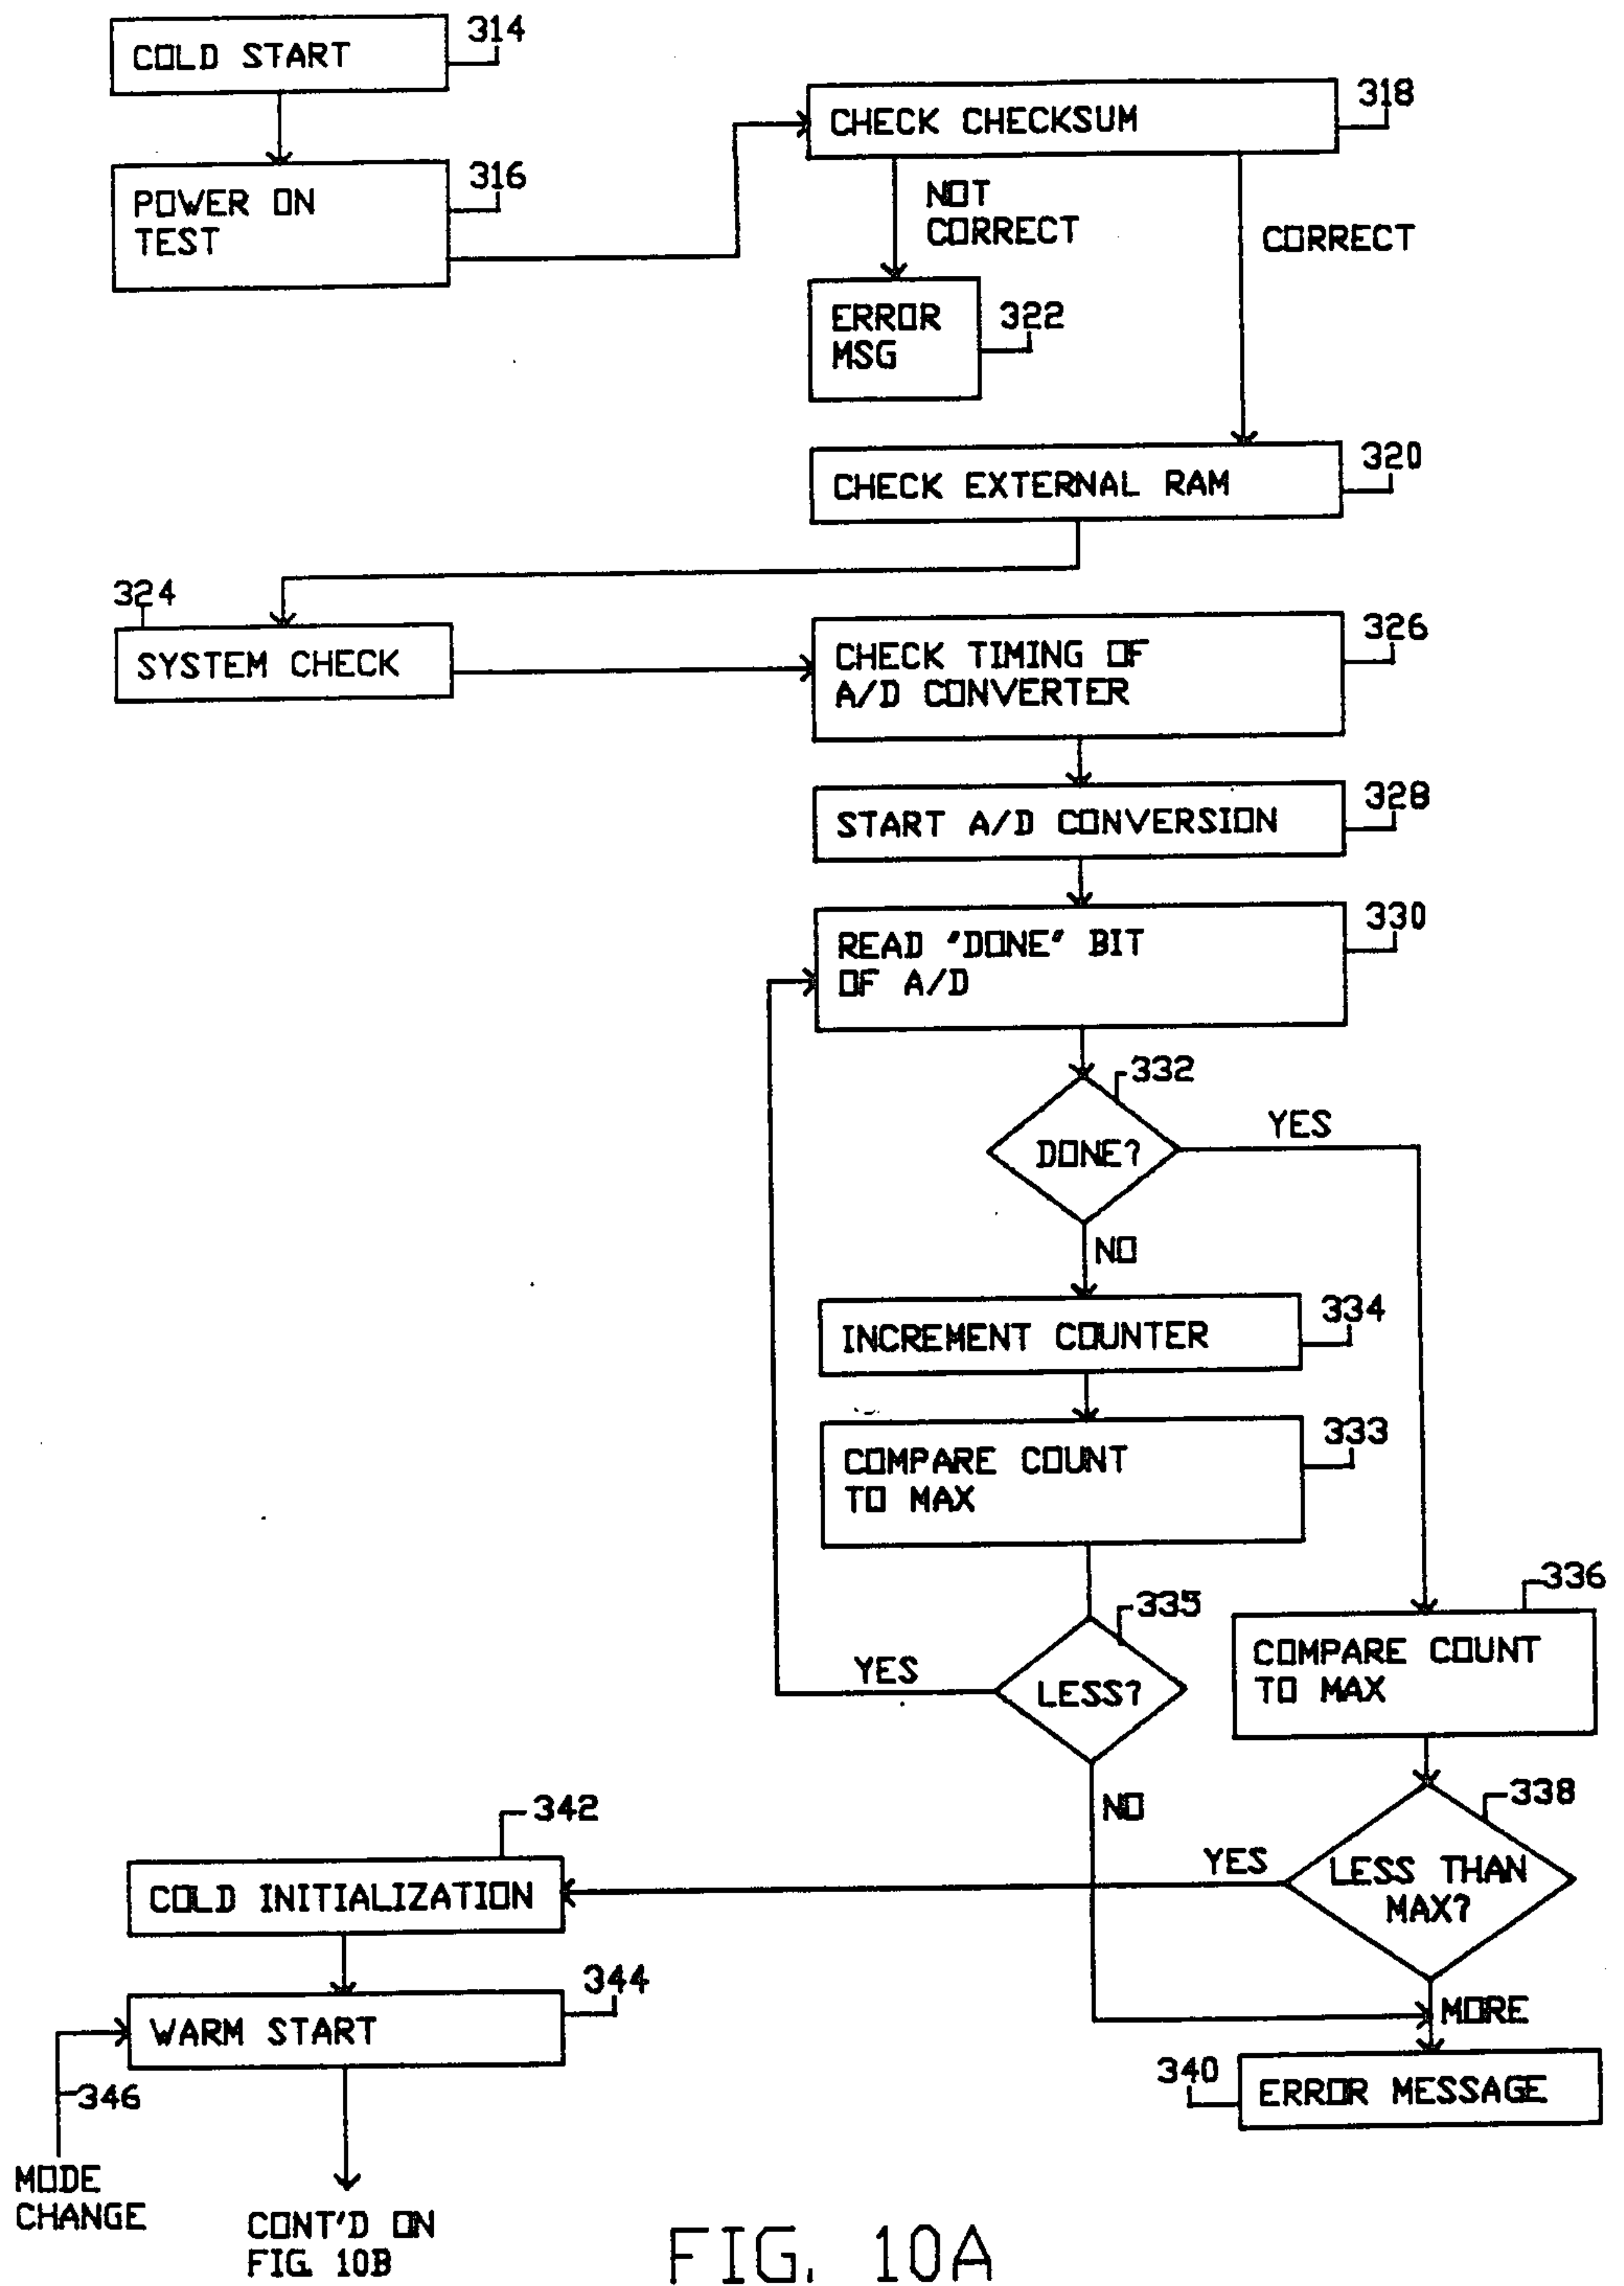 COLD START
314
POWER ON
TEST
316
CHECK CHECKSUM
318
NOT
CORRECT
CORRECT
ERROR
MSG
322
CHECK EXTERNAL RAM
320
324
SYSTEM CHECK
CHECK TIMING OF
A/D CONVERTER
326
START A/D CONVERSION
328
READ "DONE" BIT
OF A/D
330
332
DONE?
YES
NO
INCREMENT COUNTER
334
COMPARE COUNT
TO MAX
333
335
LESS?
YES
NO
336
COMPARE COUNT
TO MAX
338
LESS THAN
MAX?
YES
MORE
340
ERROR MESSAGE
342
COLD INITIALIZATION
344
WARM START
346
MODE
CHANGE
CONT'D ON
FIG. 10B
FIG. 10A